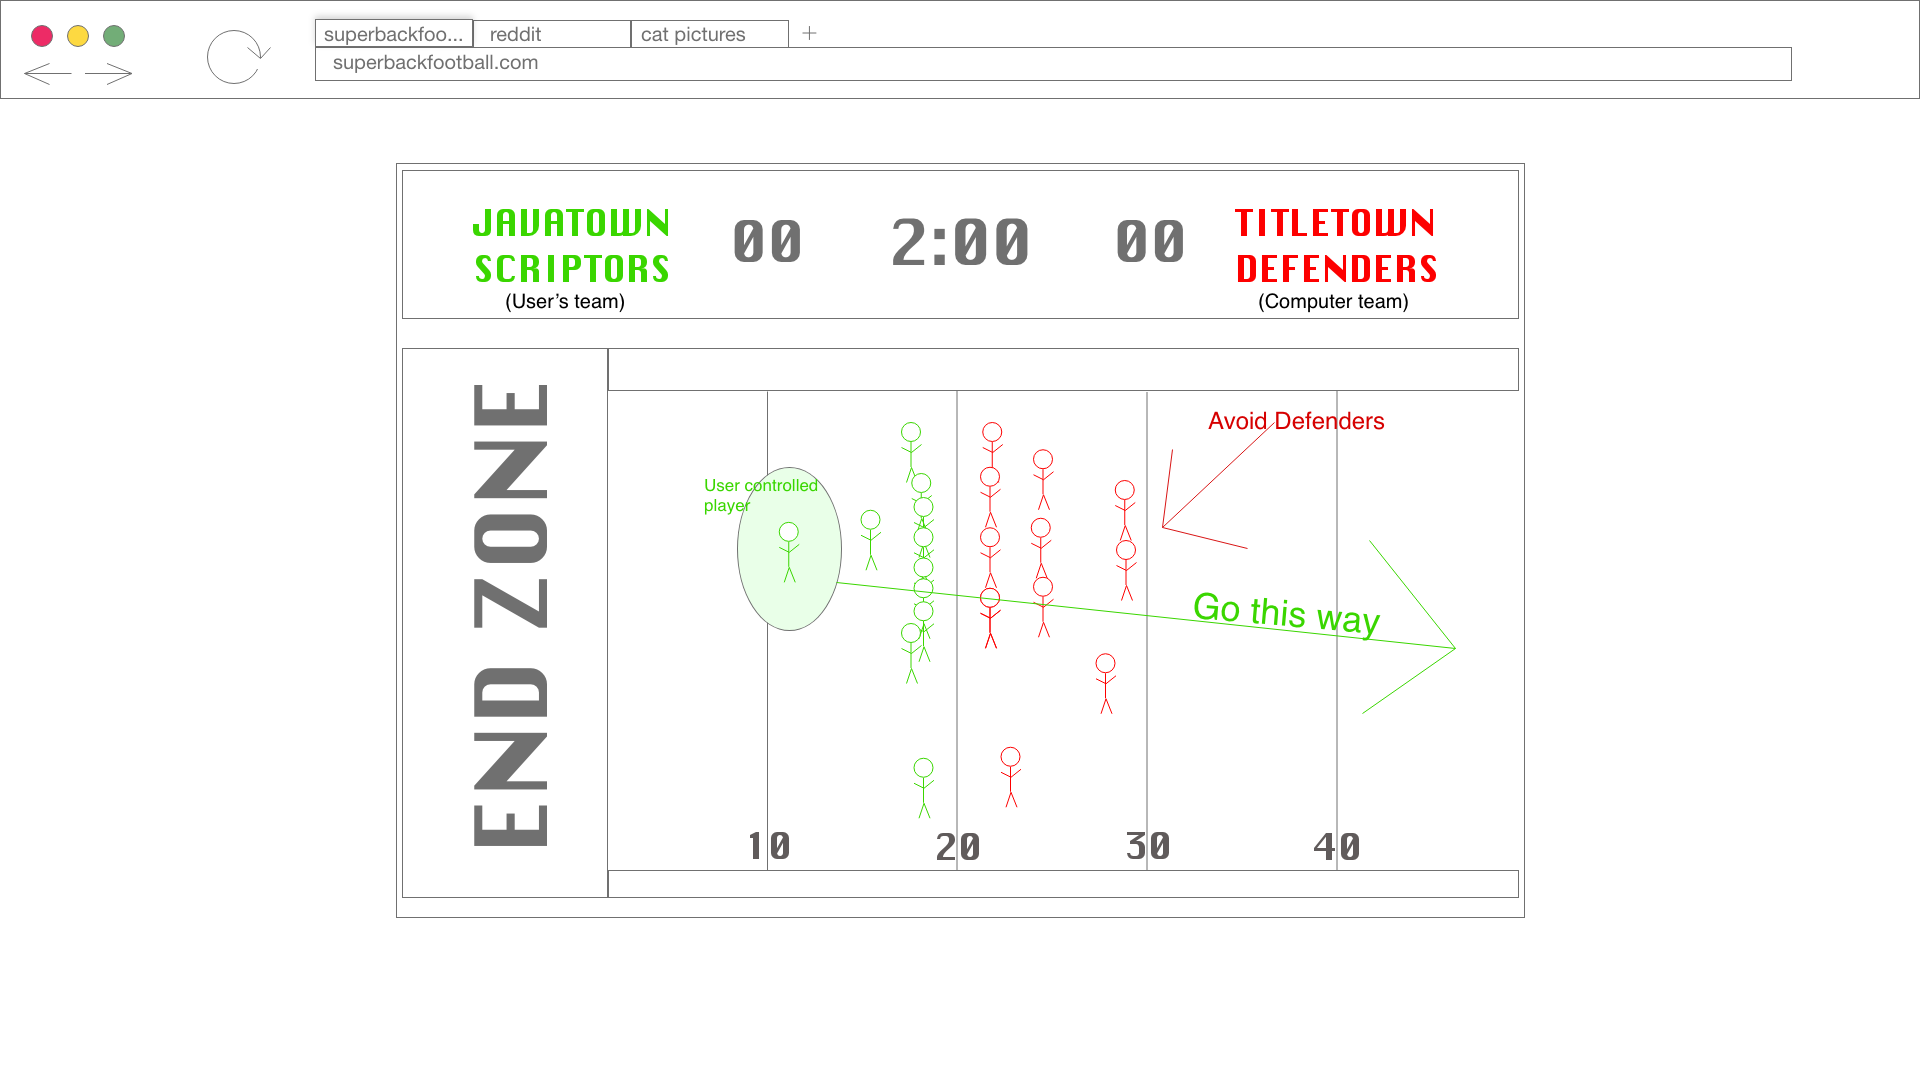 superbackfoo...
reddit
cat pictures
+
superbackfootball.com
JAVATOWN
SCRIPTORS
(User’s team)
00
2:00
00
TITLETOWN
DEFENDERS
(Computer team)
END ZONE
Avoid Defenders
User controlled
player
Go this way
10
20
30
40